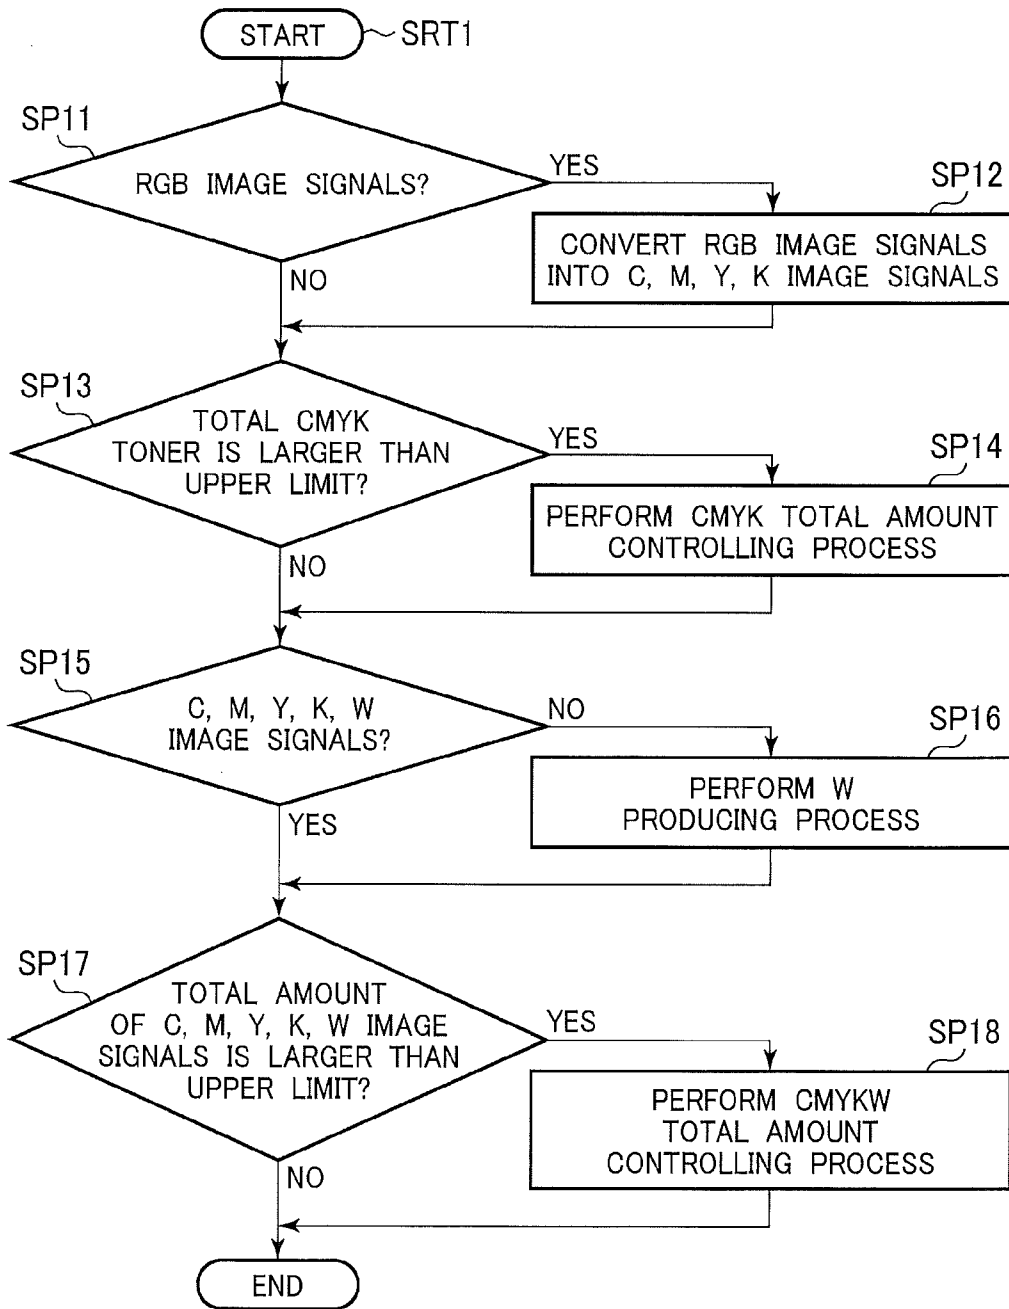 START
SRT1
SP11
RGB IMAGE SIGNALS?
YES
SP12
CONVERT RGB IMAGE SIGNALS
INTO C, M, Y, K IMAGE SIGNALS
NO
SP13
TOTAL CMYK
TONER IS LARGER THAN
UPPER LIMIT?
YES
SP14
PERFORM CMYK TOTAL AMOUNT
CONTROLLING PROCESS
NO
SP15
C, M, Y, K, W
IMAGE SIGNALS?
NO
SP16
PERFORM W
PRODUCING PROCESS
YES
SP17
TOTAL AMOUNT
OF C, M, Y, K, W IMAGE
SIGNALS IS LARGER THAN
UPPER LIMIT?
YES
SP18
PERFORM CMYKW
TOTAL AMOUNT
CONTROLLING PROCESS
NO
END